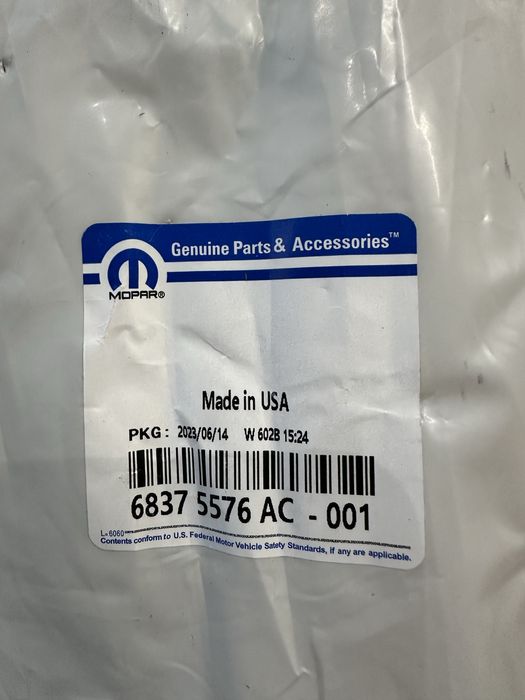 Genuine Parts & Accessories™
MOPAR®
Made in USA
PKG: 2023/06/14 W 602B 15:24
6837 5576 AC - 001
L-6060
Contents conform to U.S. Federal Motor Vehicle Safety Standards, if any are applicable.